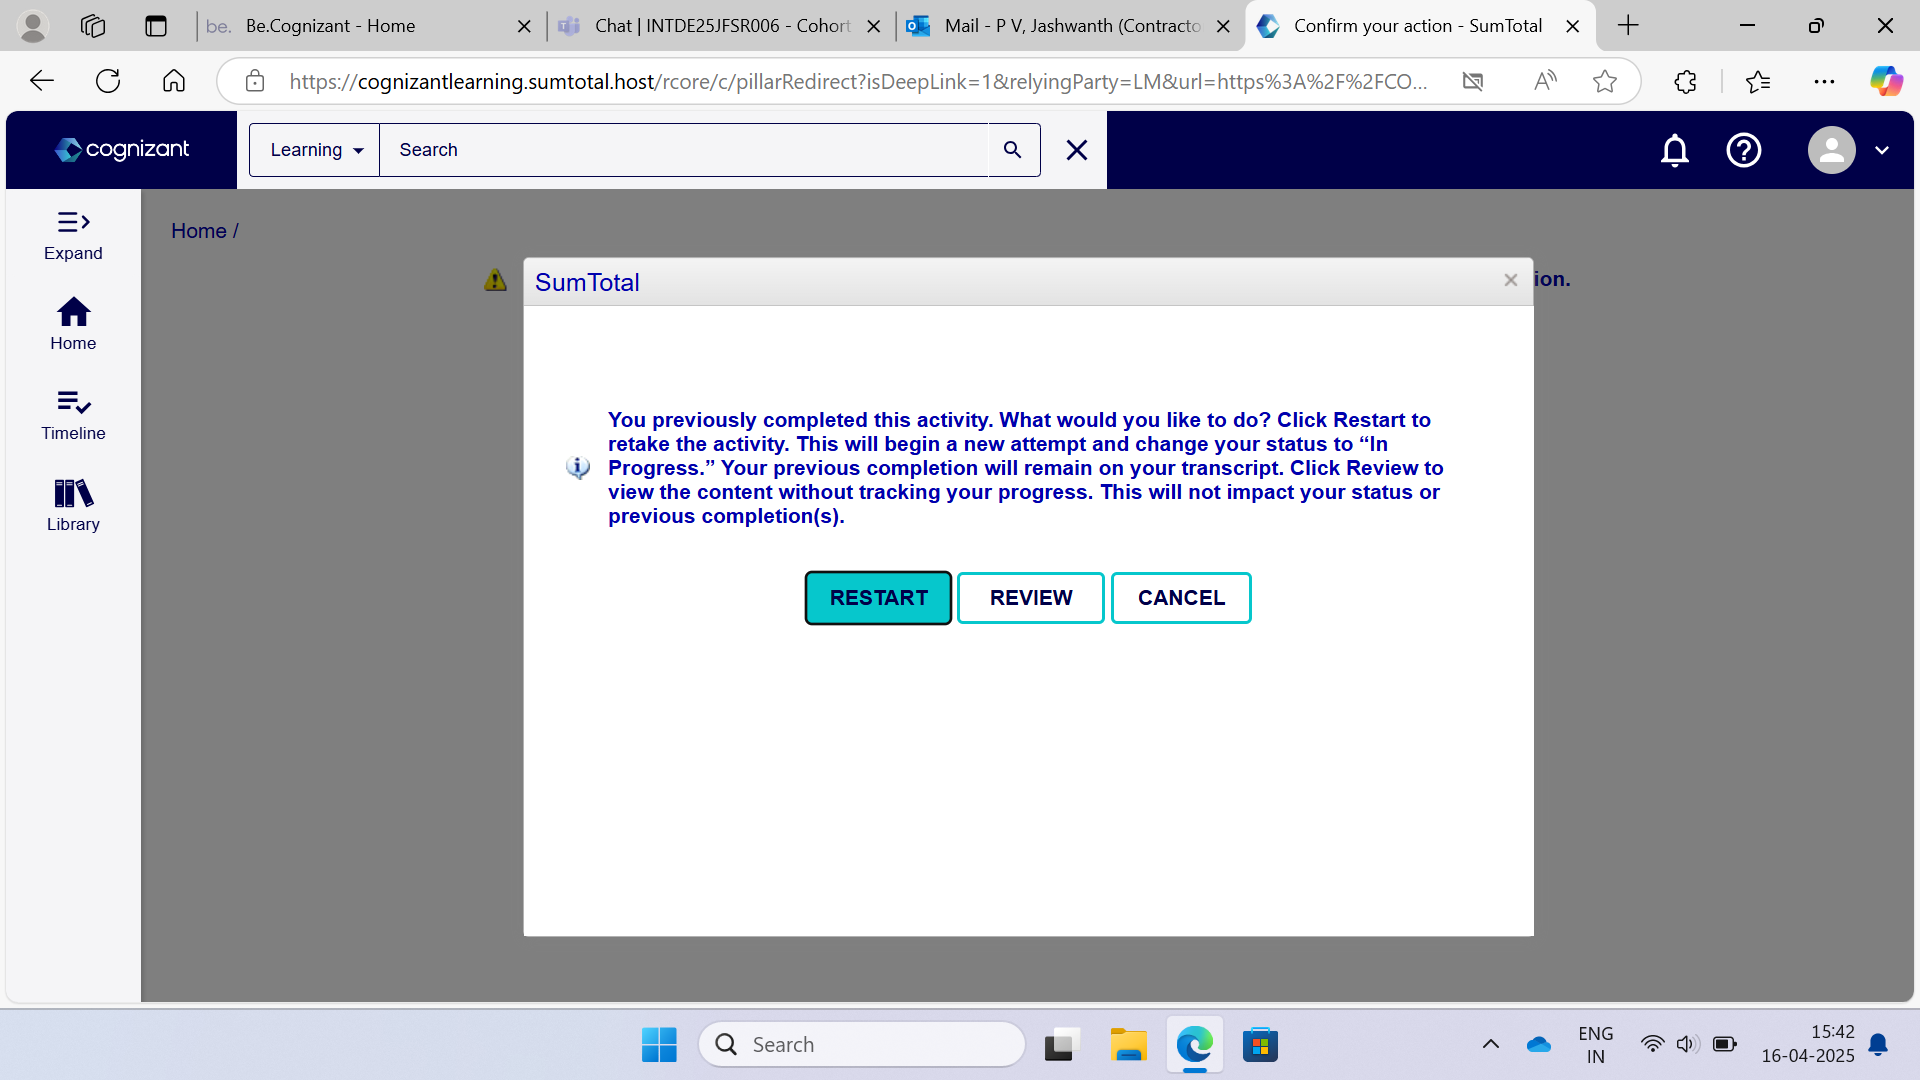 be. Be.Cognizant - Home
Chat | INTDE25JFSR006 - Cohort
Mail - P V, Jashwanth (Contracto
Confirm your action - SumTotal
https://cognizantlearning.sumtotal.host/rcore/c/pillarRedirect?isDeepLink=1&relyingParty=LM&url=https%3A%2F%2FCO...
cognizant
Learning
Search
Expand
Home
Timeline
Library
Home /
ion.
SumTotal
You previously completed this activity. What would you like to do? Click Restart to
retake the activity. This will begin a new attempt and change your status to “In
Progress.” Your previous completion will remain on your transcript. Click Review to
view the content without tracking your progress. This will not impact your status or
previous completion(s).
RESTART
REVIEW
CANCEL
Search
ENG
IN
15:42
16-04-2025